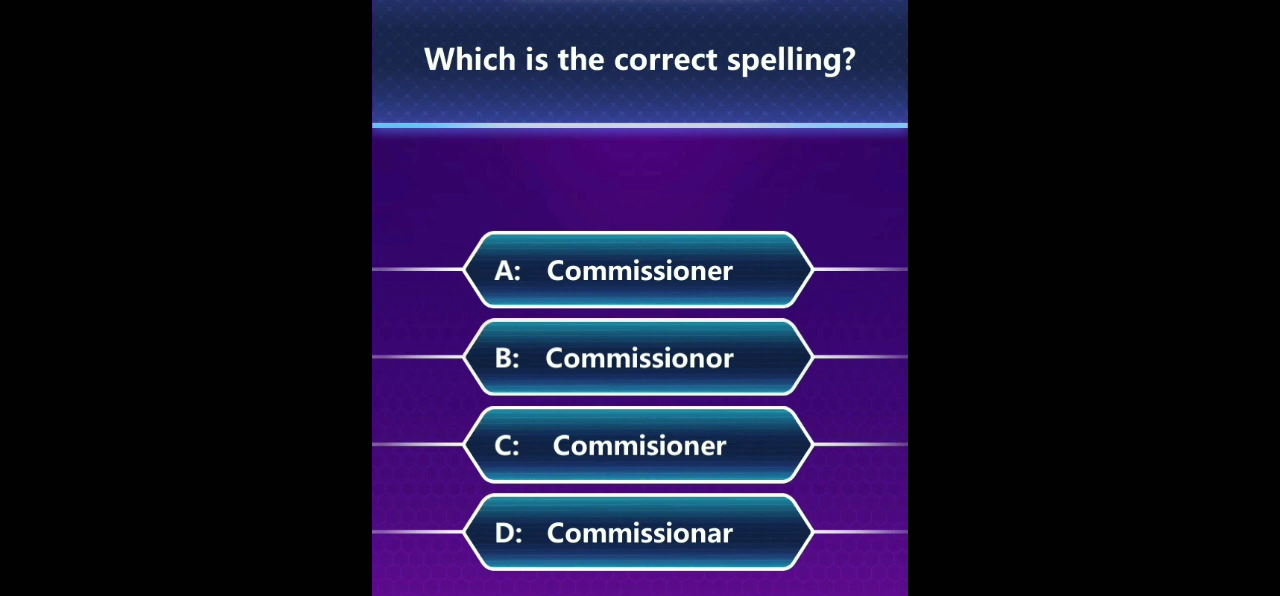 Which is the correct spelling?
A: Commissioner
B: Commissionor
C: Commisioner
D: Commissionar